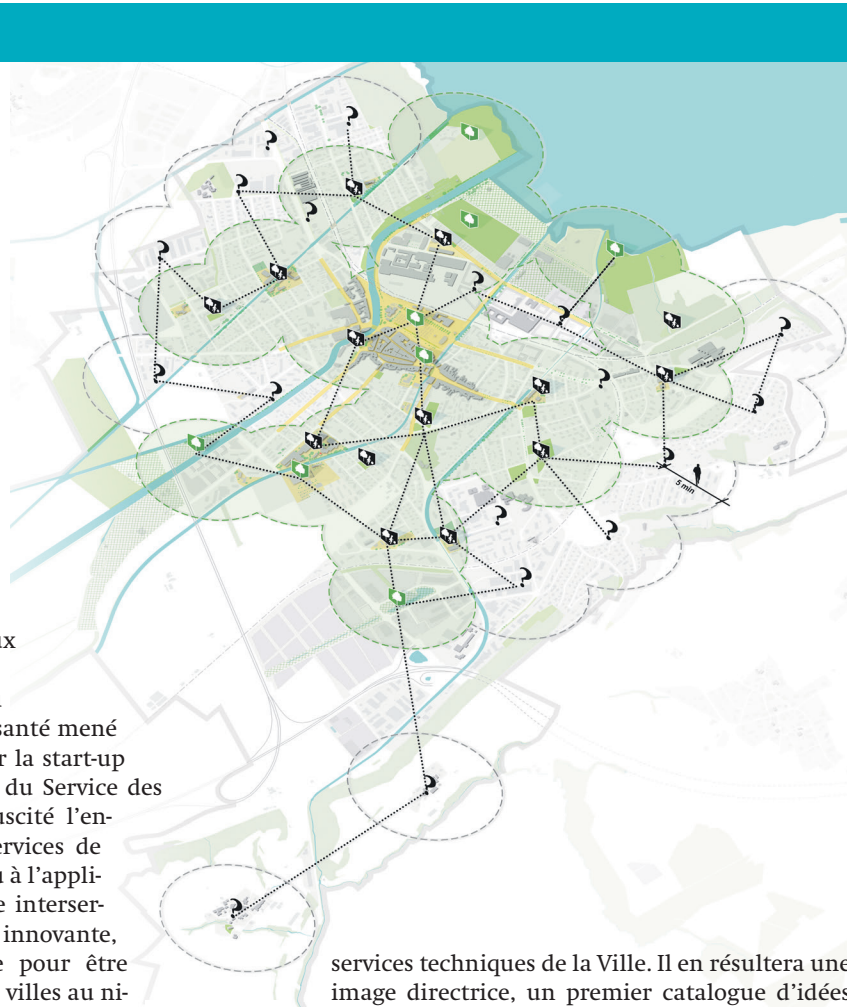 5 min
ux
santé mené
r la start-up
du Service des
uscité l'en-
ervices de
u à l'appli-
e interser-
innovante,
e pour être
villes au ni-
services techniques de la Ville. Il en résultera une
image directrice, un premier catalogue d'idées